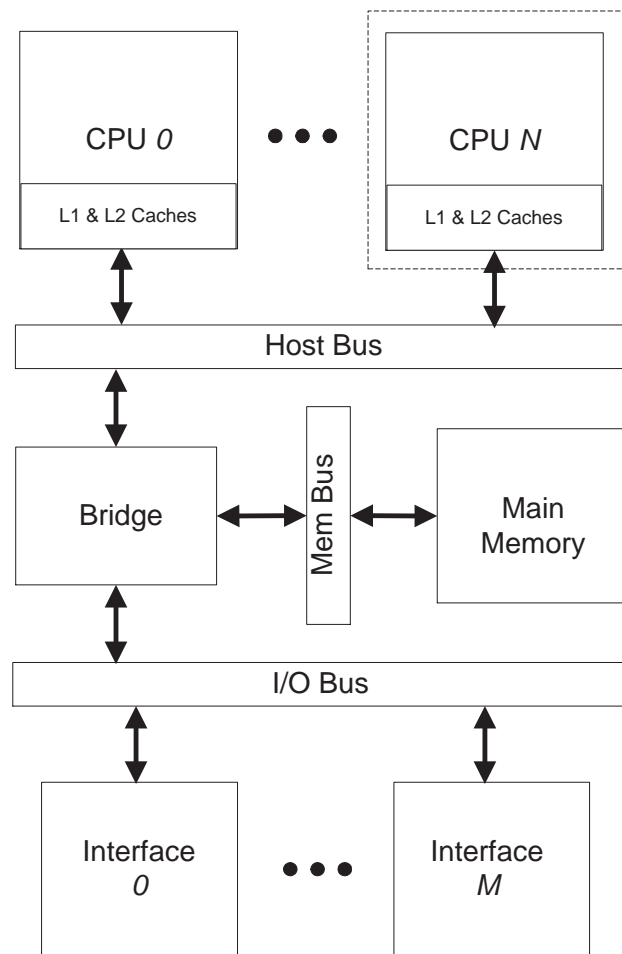 CPU 0
CPU N
L1 & L2 Caches
L1 & L2 Caches
Host Bus
Bridge
Mem Bus
Main
Memory
I/O Bus
Interface
0
Interface
M